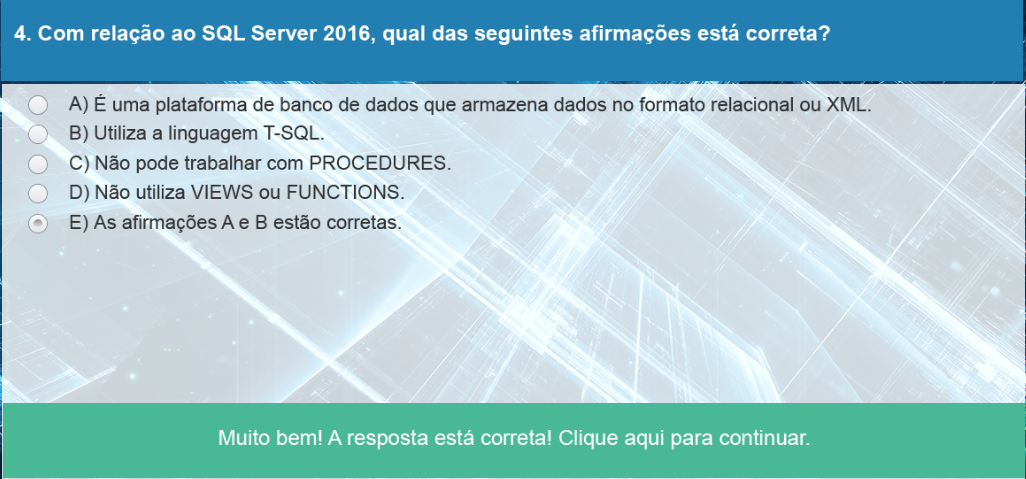 4. Com relação ao SQL Server 2016, qual das seguintes afirmações está correta?
A) É uma plataforma de banco de dados que armazena dados no formato relacional ou XML.
B) Utiliza a linguagem T-SQL.
C) Não pode trabalhar com PROCEDURES.
D) Não utiliza VIEWS ou FUNCTIONS.
E) As afirmações A e B estão corretas.
Muito bem! A resposta está correta! Clique aqui para continuar.